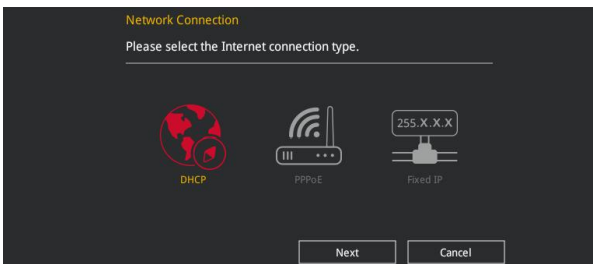 Network Connection
Please select the Internet connection type.
255.X.X.X
DHCP
PPPoE
Fixed IP
Next
Cancel